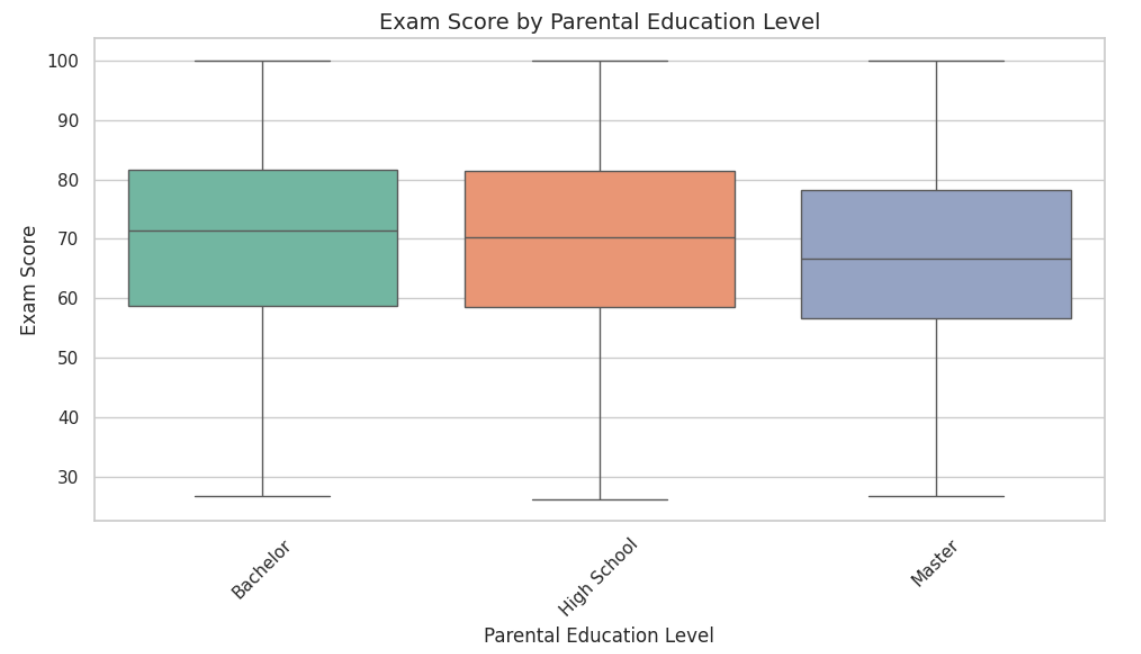 Exam Score by Parental Education Level
Exam Score
100
90
80
70
60
50
40
30
Bachelor
High School
Master
Parental Education Level